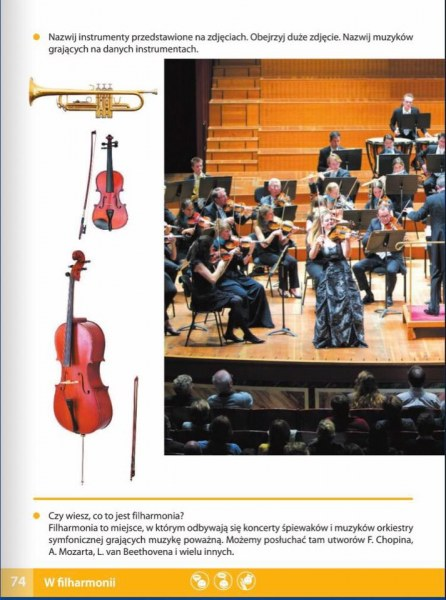 Nazwij instrumenty przedstawione na zdjęciach. Obejrzyj duże zdjęcie. Nazwij muzyków
grających na danych instrumentach.
Czy wiesz, co to jest filharmonia?
Filharmonia to miejsce, w którym odbywają się koncerty śpiewaków i muzyków orkiestry
symfonicznej grających muzykę poważną. Możemy posłuchać tam utworów F. Chopina,
A. Mozarta, L. van Beethovena i wielu innych.
74 W filharmonii